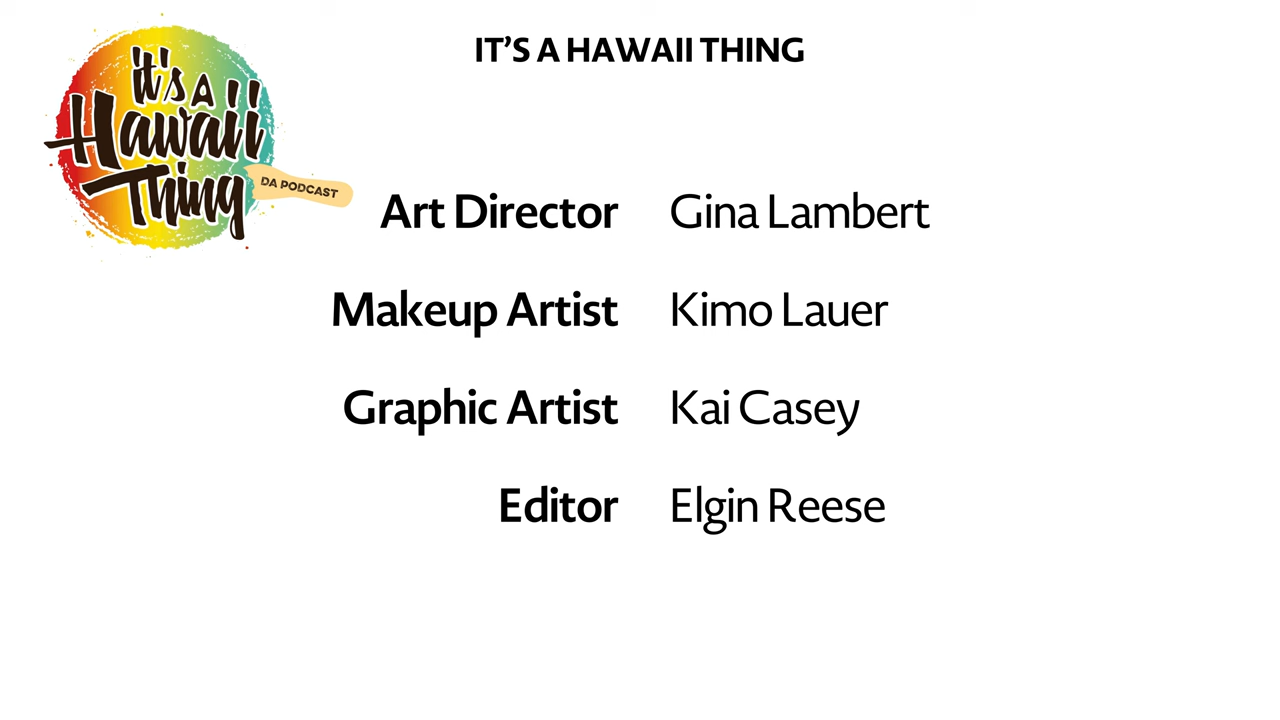 IT'S A HAWAII THING
it's A
Hawaii
Thing
DA PODCAST
Art Director Gina Lambert
Makeup Artist Kimo Lauer
Graphic Artist Kai Casey
Editor Elgin Reese